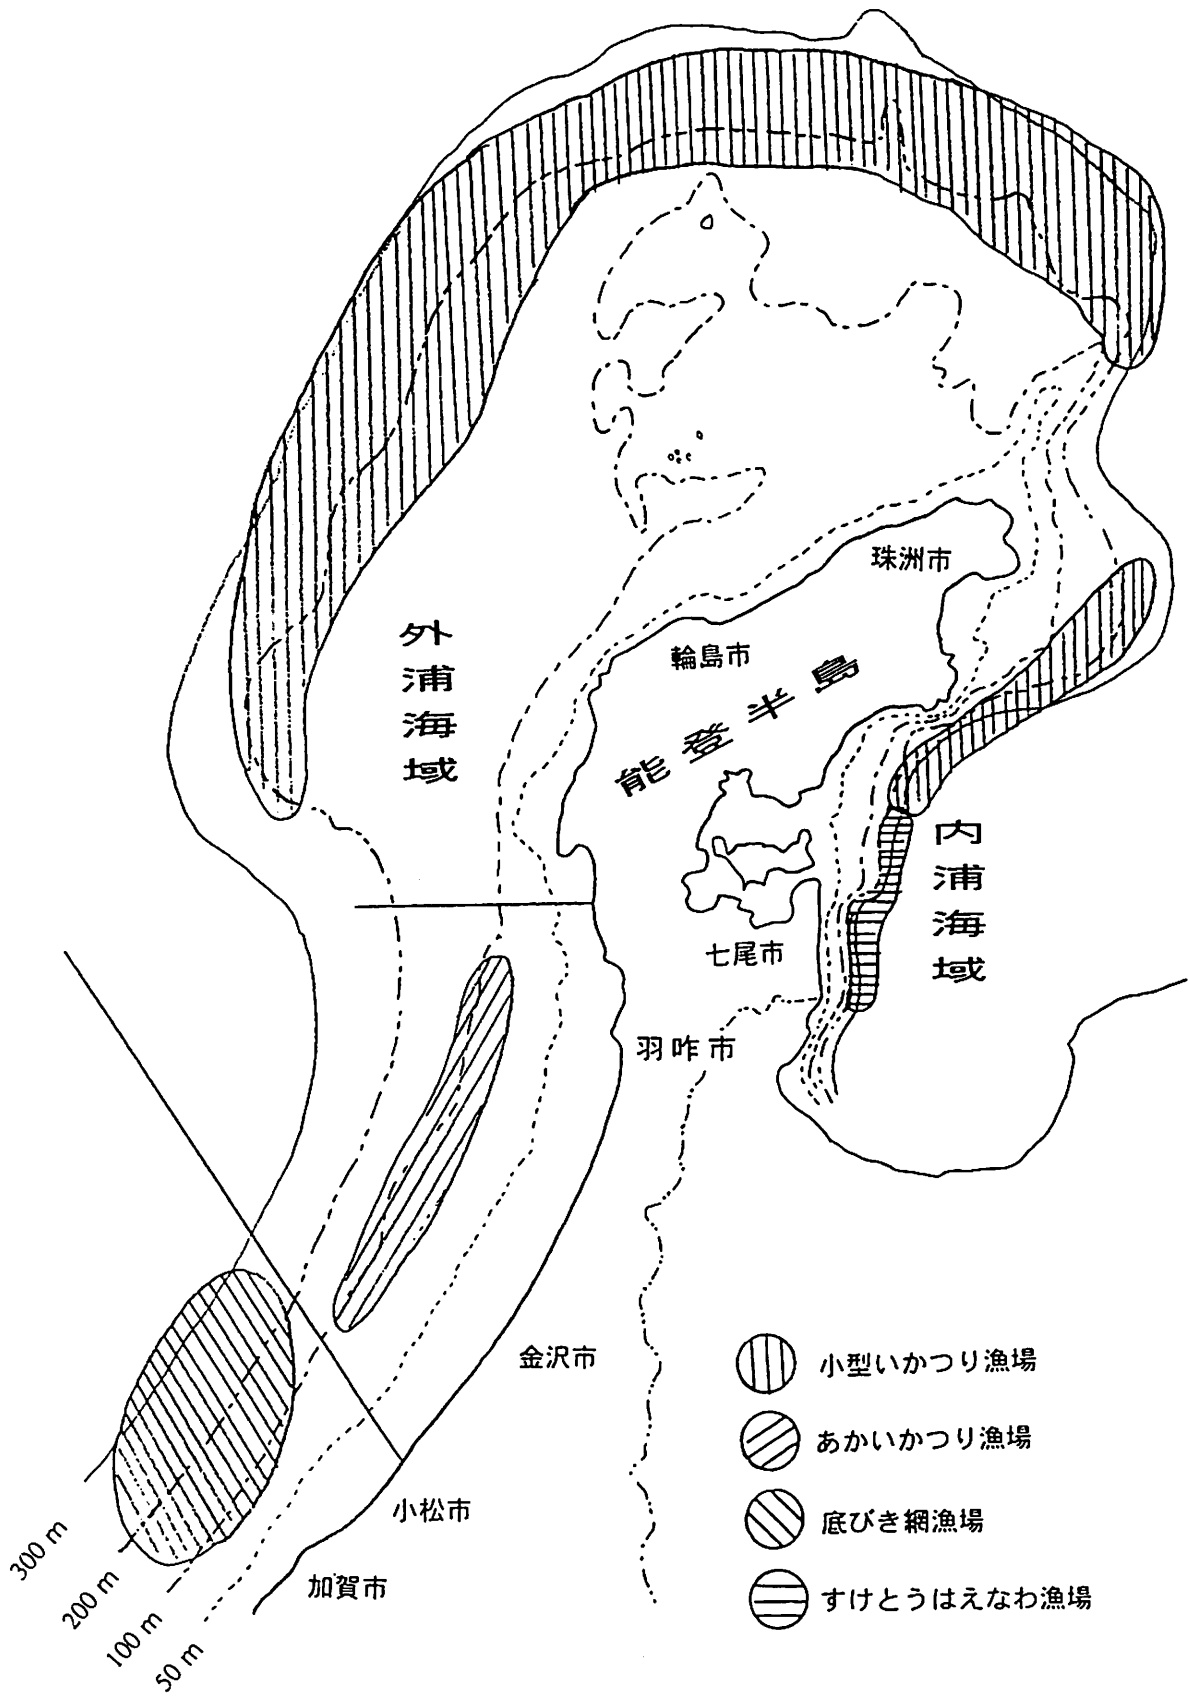 珠洲市
輪島市
能登半島
外浦海域
内浦海域
七尾市
羽咋市
金沢市
小松市
加賀市
300 m
200 m
100 m
50 m
小型いかつり漁場
あかいかつり漁場
底びき網漁場
すけとうはえなわ漁場